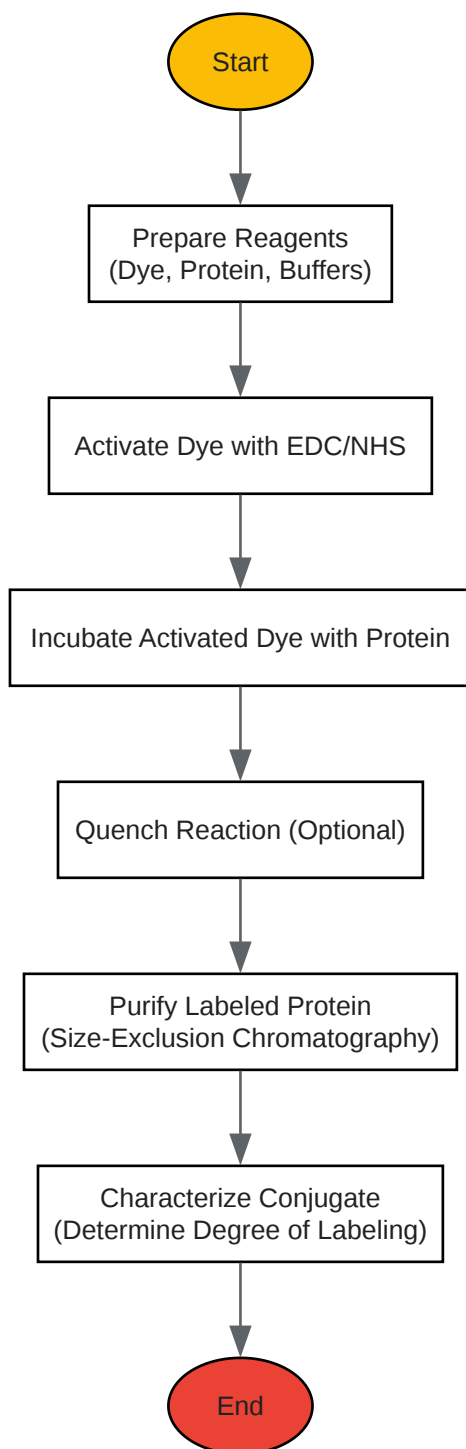 Start
Prepare Reagents
(Dye, Protein, Buffers)
Activate Dye with EDC/NHS
Incubate Activated Dye with Protein
Quench Reaction (Optional)
Purify Labeled Protein
(Size-Exclusion Chromatography)
Characterize Conjugate
(Determine Degree of Labeling)
End